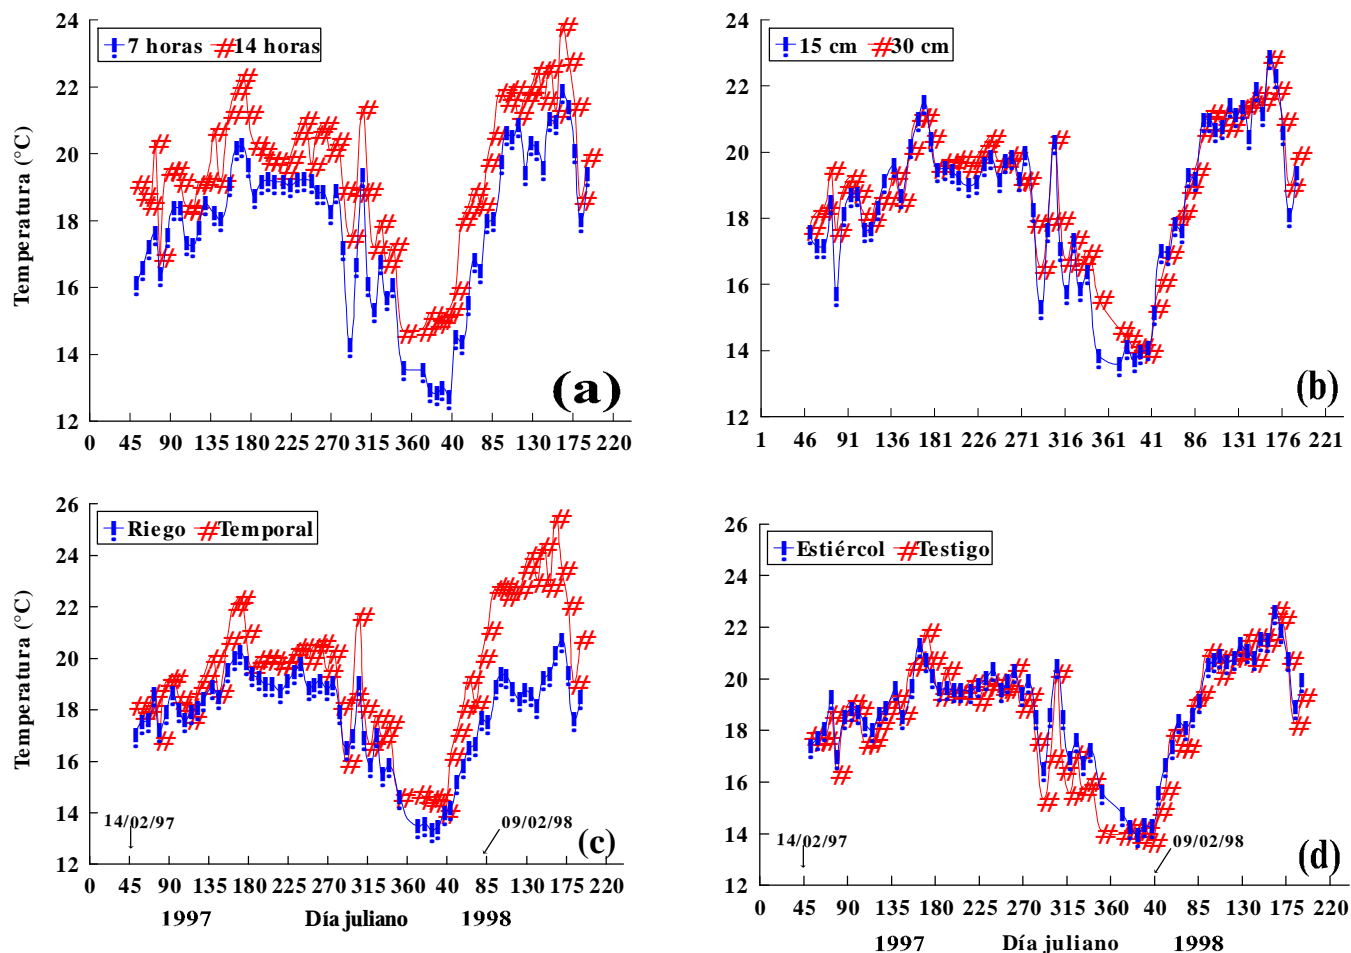 24
22
20
18
16
14
12
Temperatura (°C)
7 horas 14 horas
(a)
0 45 90 135 180 225 270 315 360 40 85 130 175 220
24
22
20
18
16
14
12
15 cm 30 cm
(b)
1 46 91 136 181 226 271 316 361 41 86 131 176 221
26
24
22
20
18
16
14
12
Temperatura (°C)
Riego Temporal
14/02/97
09/02/98
(c)
0 45 90 135 180 225 270 315 360 40 85 130 175 220
1997 Día juliano 1998
26
24
22
20
18
16
14
12
Estiércol Testigo
14/02/97
09/02/98
(d)
0 45 90 135 180 225 270 315 360 40 85 130 175 220
1997 Día juliano 1998